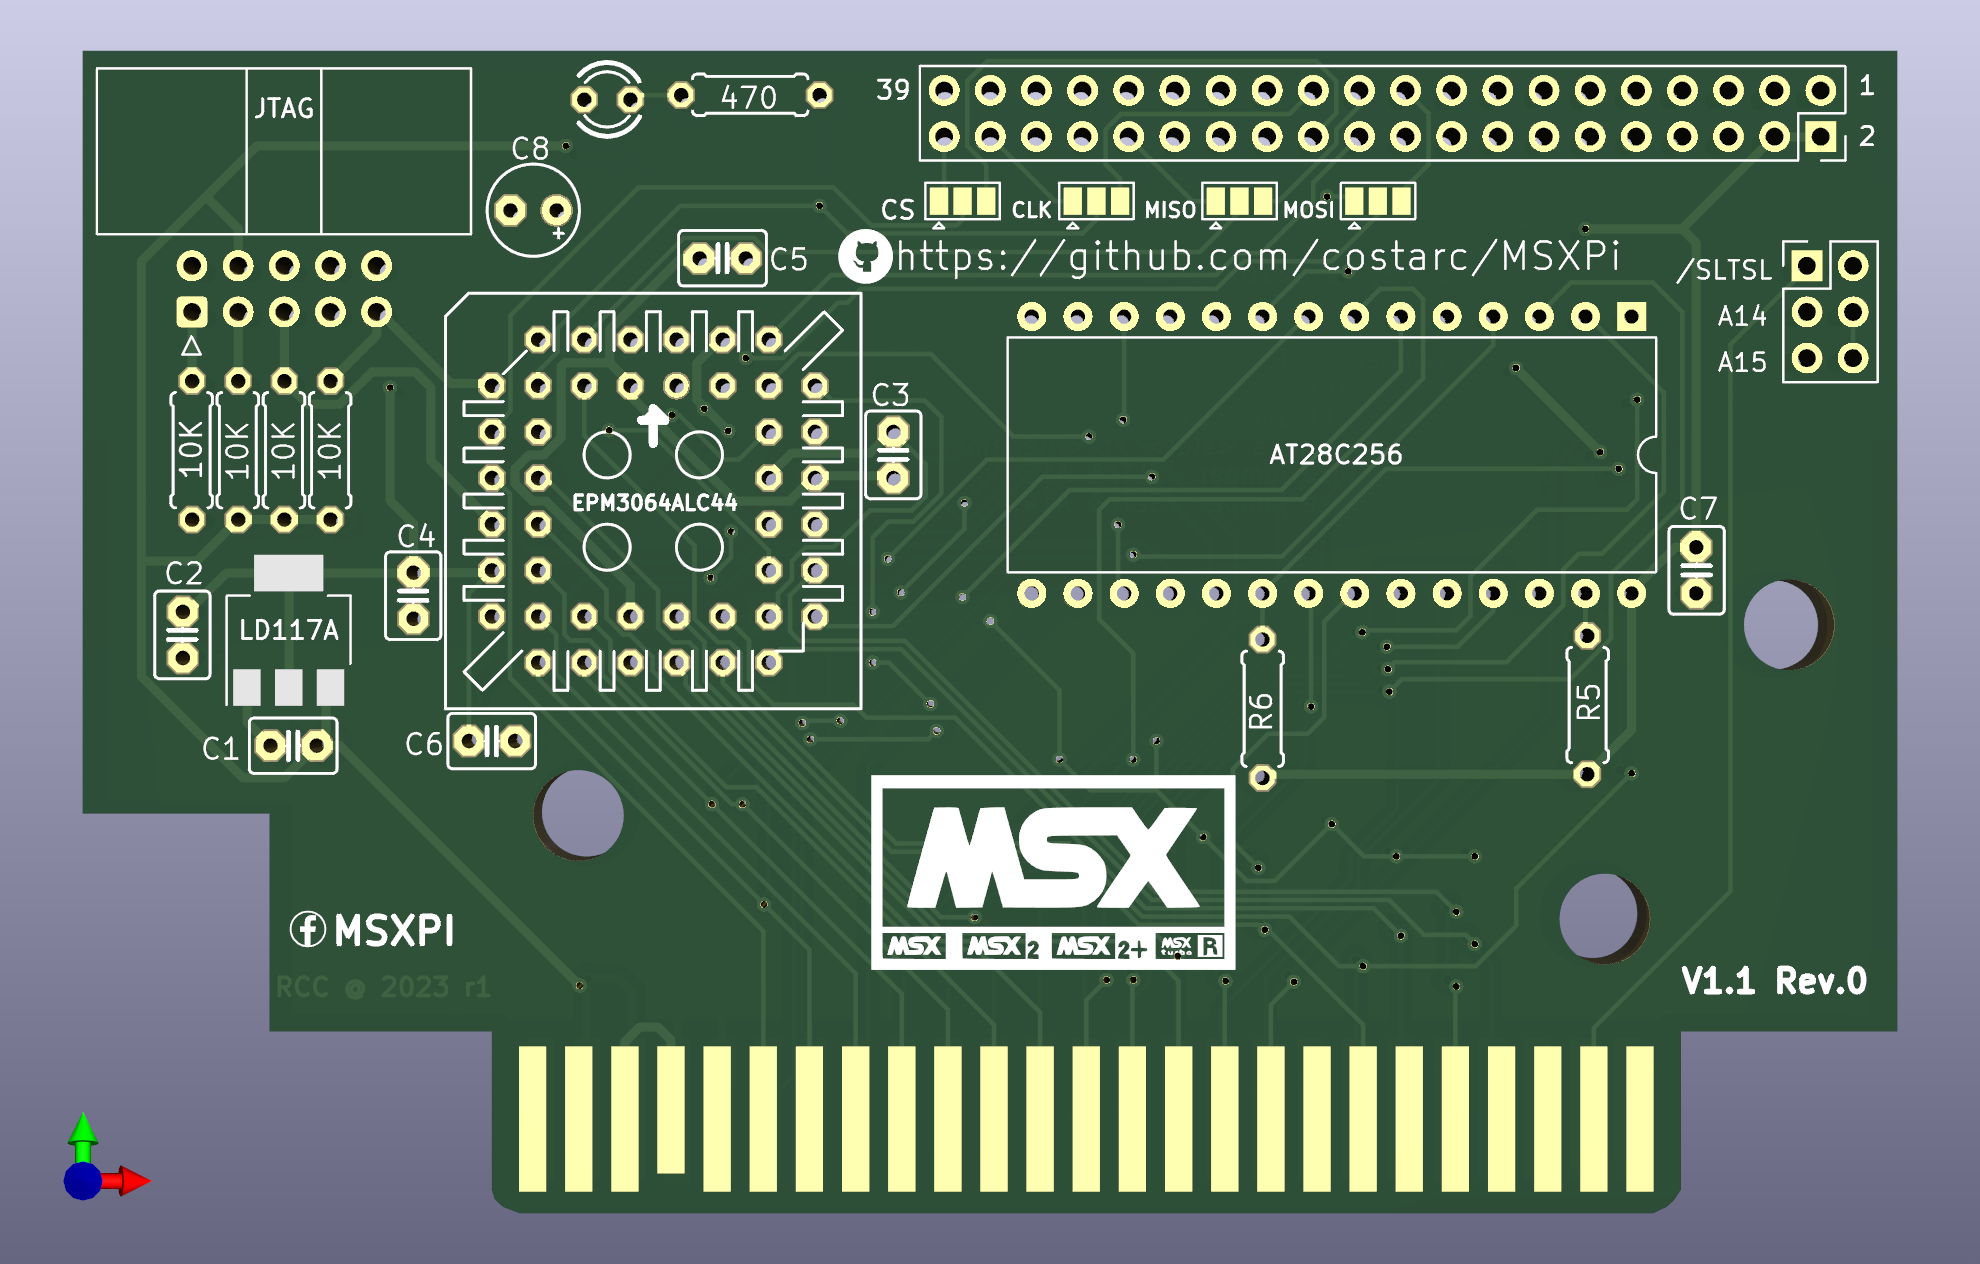 JTAG
470
39
1
2
C8
+
CS
CLK
MISO
MOSI
C5
https://github.com/costarc/MSXPi
/SLTSL
A14
A15
C3
10K
10K
10K
10K
AT28C256
EPM3064ALC44
C7
C4
C2
LD117A
R6
R5
C1
C6
MSX
MSX
MSX 2
MSX 2+
MSX turbo R
MSXPI
RCC @ 2023 r1
V1.1 Rev.0